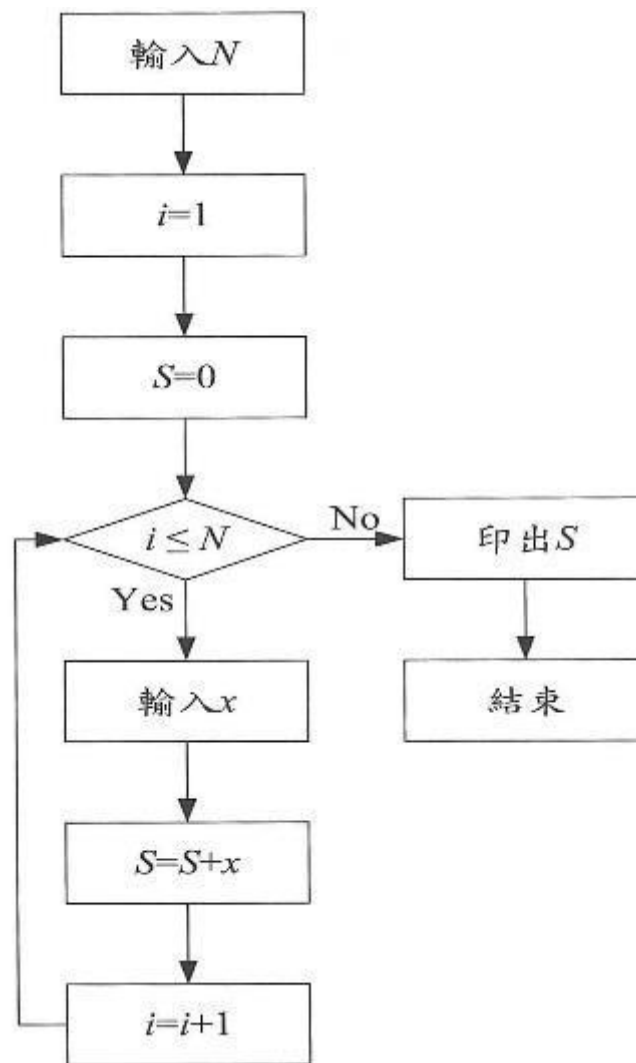 輸入N
i=1
S=0
i ≤ N
No
印出S
Yes
結束
輸入x
S=S+x
i=i+1